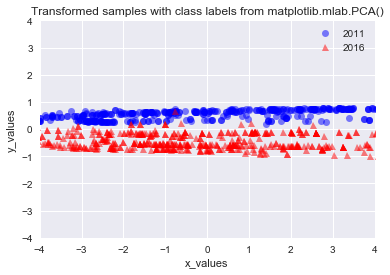 Transformed samples with class labels from matplotlib.mlab.PCA()
4
3
2
1
0
−1
−2
−3
−4
y_values
2011
2016
−4 −3 −2 −1 0 1 2 3 4
x_values